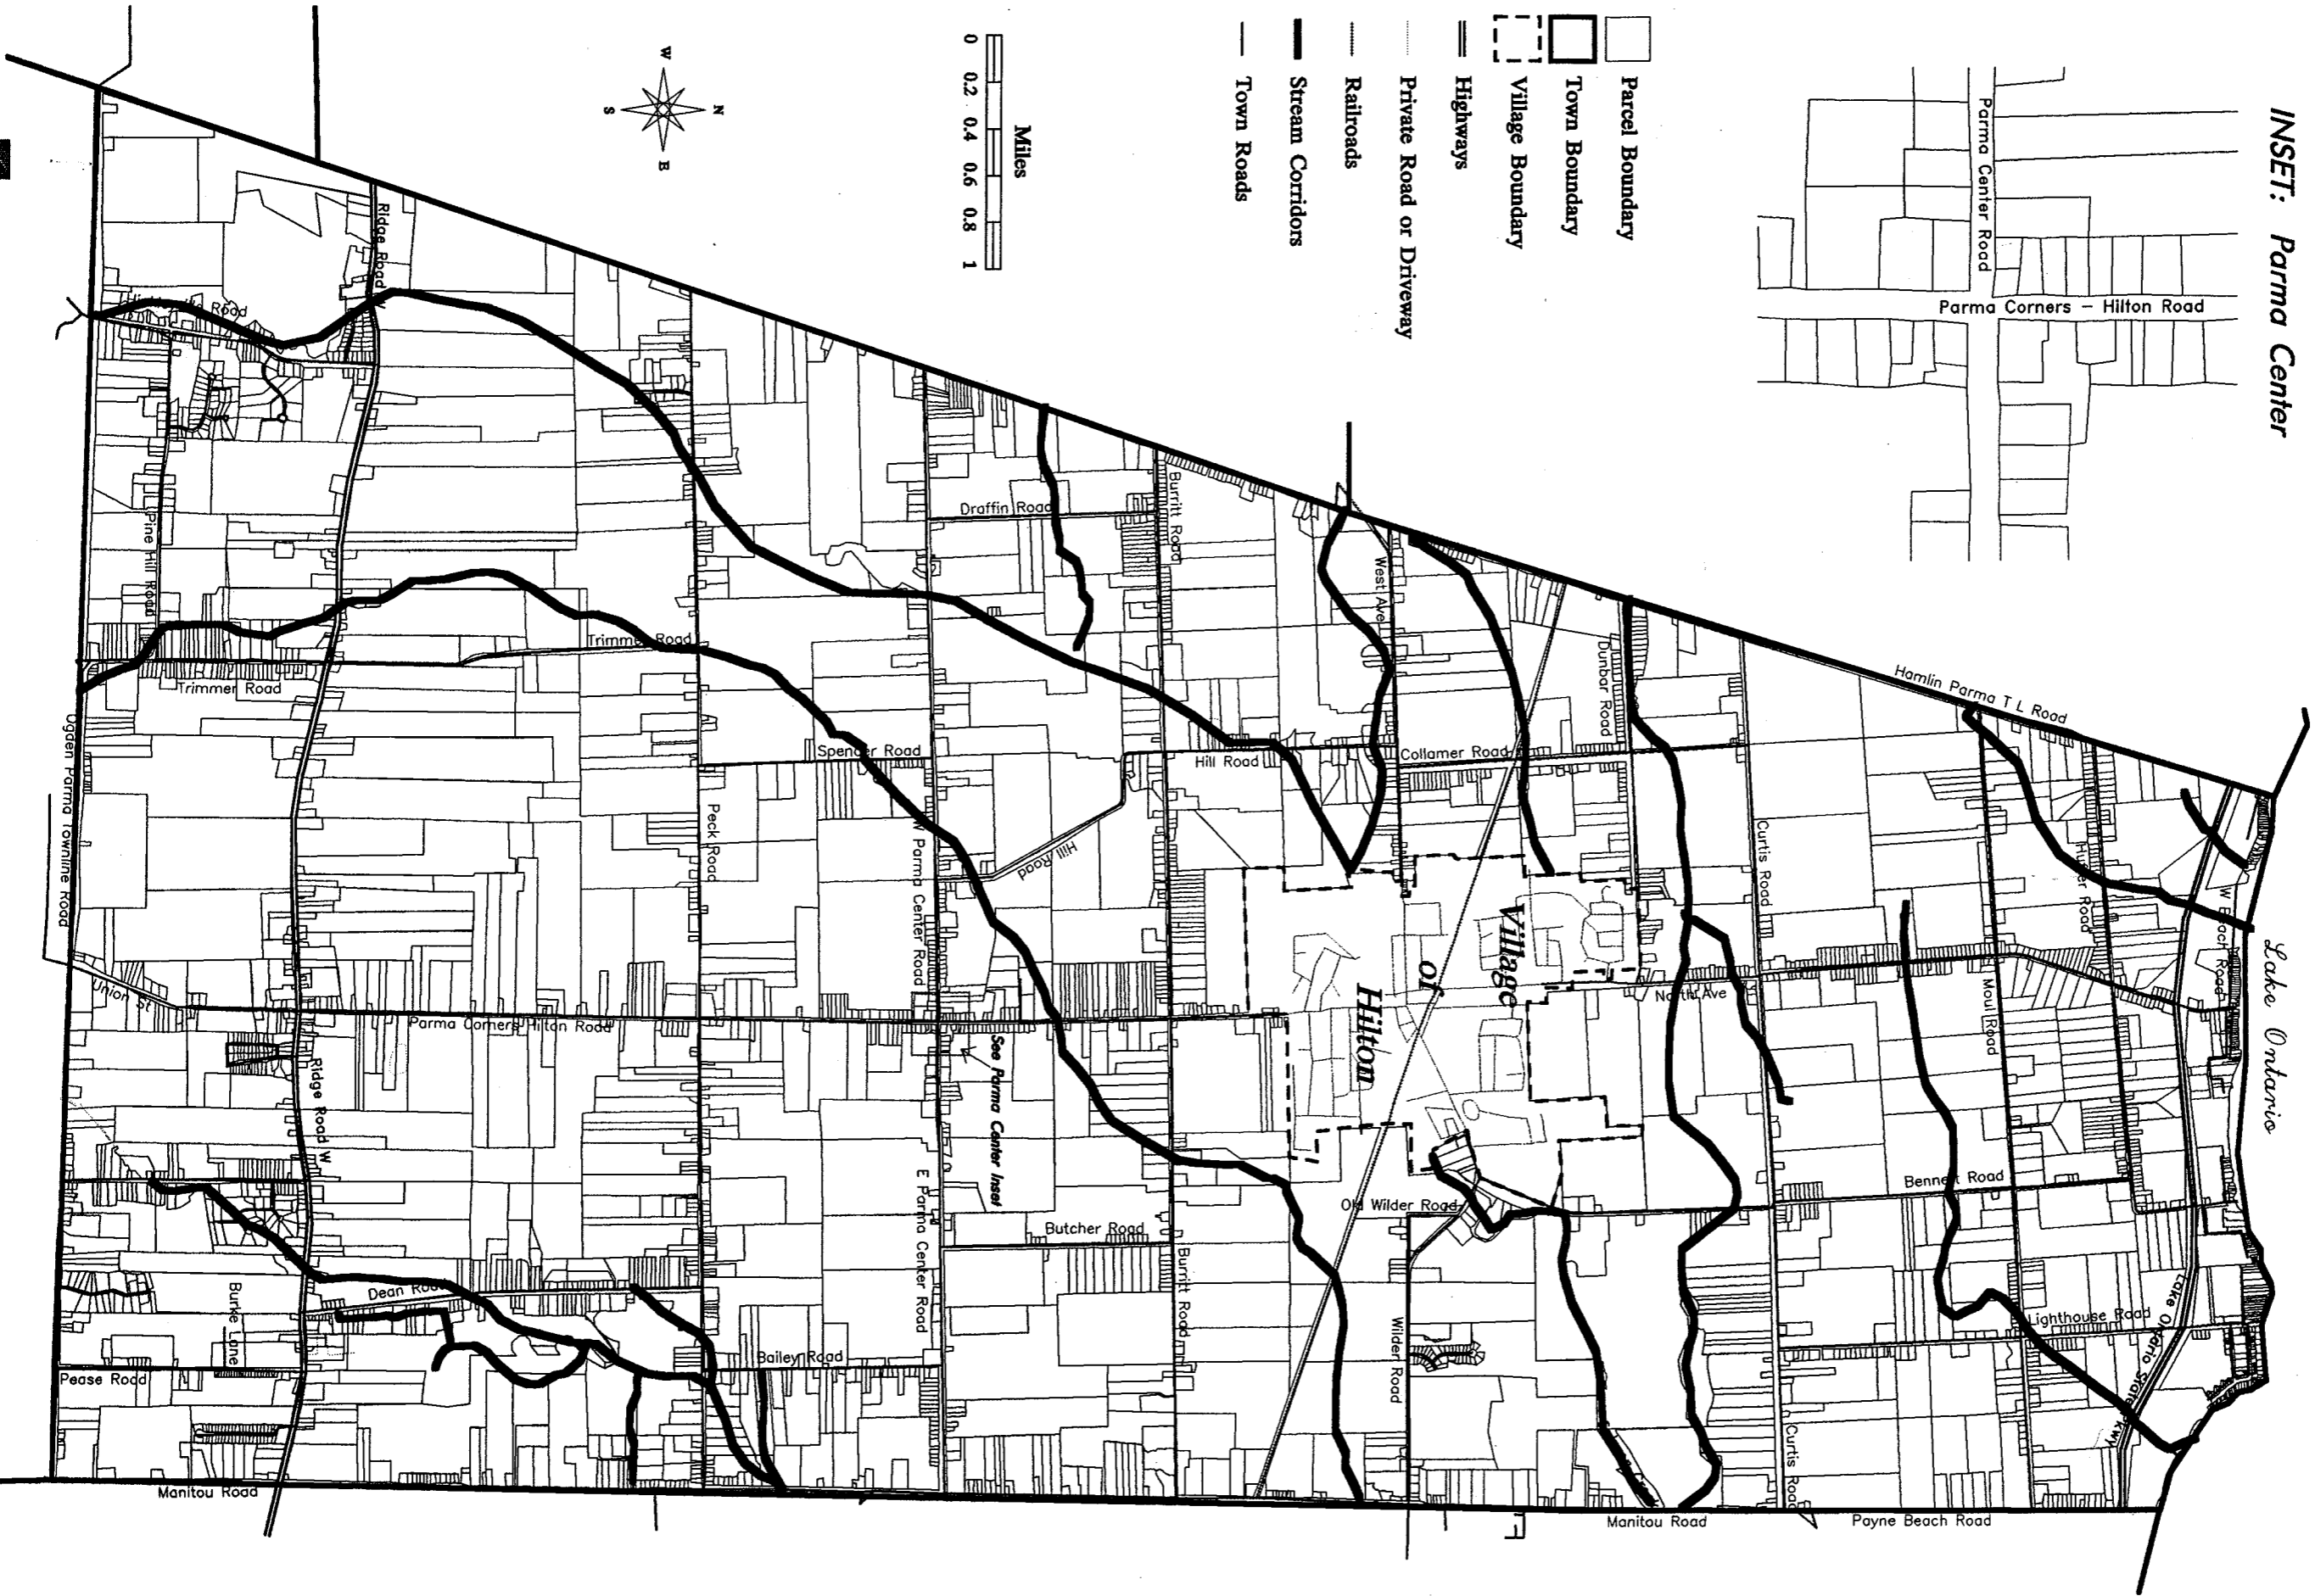 INSET: Parma Center
Parma Center Road
Parma Corners – Hilton Road
Parcel Boundary
Town Boundary
Village Boundary
Highways
Private Road or Driveway
Railroads
Stream Corridors
Town Roads
Miles
0 0.2 0.4 0.6 0.8 1
N
W
E
S
Lake Ontario
Hamlin Parma T L Road
W Beach Road
Moul Road
Curtis Road
Dunbar Road
Collamer Road
West Ave
North Ave
Village
of
Hilton
Bennett Road
Lighthouse Road
Lake Ontario State Pkwy
Payne Beach Road
Curtis Road
Manitou Road
Old Wilder Road
Wilder Road
Burritt Road
Hill Road
Hill Road
Draffin Road
Burritt Road
Butcher Road
W Parma Center Road
See Parma Center Inset
E Parma Center Road
Spencer Road
Peck Road
Bailey Road
Trimmer Road
Parma Corners Hilton Road
Dean Road
Ridge Road W
Ridge Road W
Pine Hill Road
Trimmer Road
Ogden Parma Townline Road
Union St
Burke Lane
Pease Road
Manitou Road